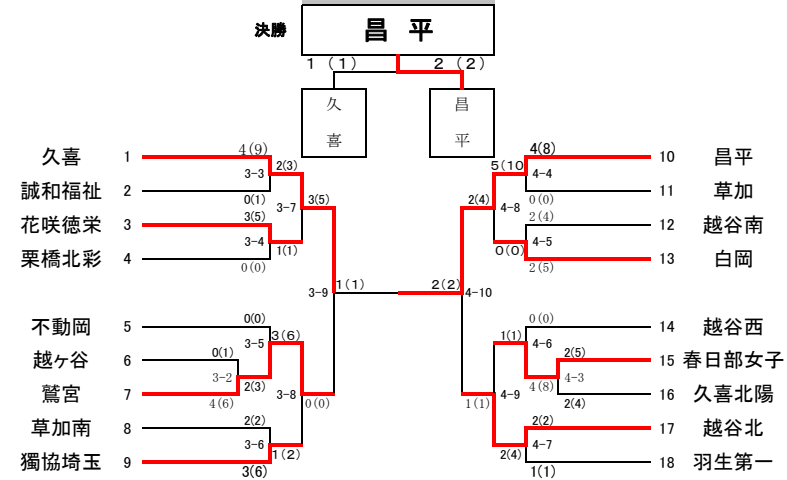 決勝 昌平
1 (1) 2 (2)
久喜 昌平
久喜 1 4(9) 2(3) 3-3
誠和福祉 2 0(1)
花咲徳栄 3 3(5) 3-7 3(5)
栗橋北彩 4 3-4 1(1) 0(0)
3-9 1(1)
不動岡 5 0(0) 3-5 3(6)
越ヶ谷 6 0(1) 3-2
鷲宮 7 2(3) 4(6) 3-8 0(0)
草加南 8 2(2) 3-6
獨協埼玉 9 1(2) 3(6)
4(8) 10 昌平
5(10 4-4
0(0) 11 草加
2(4) 4-8 2(4) 12 越谷南
4-5 0(0) 2(5) 13 白岡
2(2) 4-10
1(1) 0(0) 14 越谷西
4-6 2(5) 15 春日部女子
4(8) 4-3 2(4) 16 久喜北陽
1(1) 4-9 2(2) 17 越谷北
2(4) 4-7 1(1) 18 羽生第一